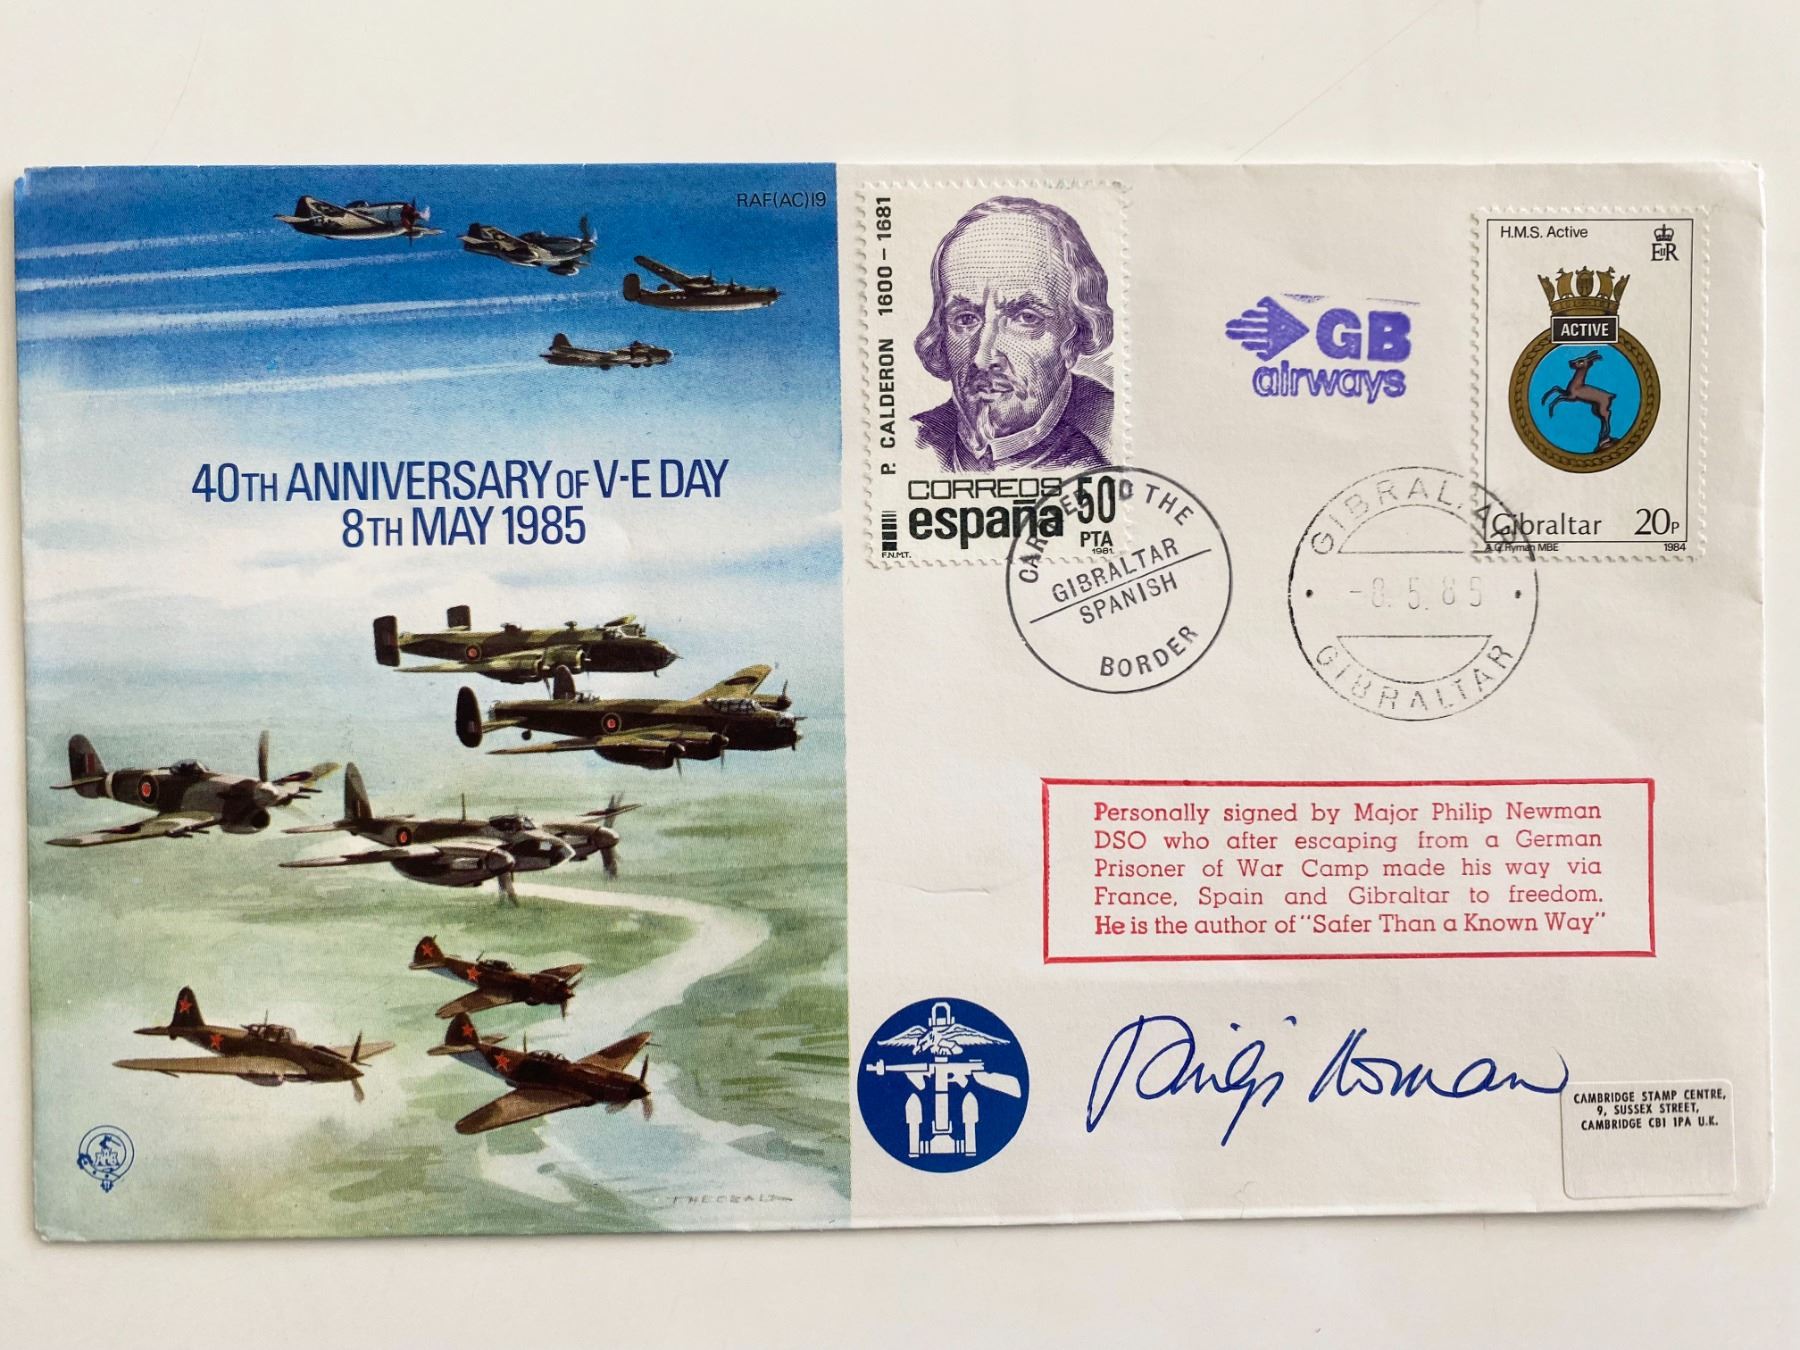 RAF(AC)19
40TH ANNIVERSARY OF V-E DAY
8TH MAY 1985
P. CALDERON 1600-1681
CORREOS
españa
50
PTA
F.N.M.T.
1981
CARRIED TO THE
GIBRALTAR
SPANISH
BORDER
GB
airways
H.M.S. Active
EIIR
ACTIVE
Gibraltar 20P
A.G. Ryman MBE 1984
GIBRALTAR
-8.5.85
GIBRALTAR
Personally signed by Major Philip Newman
DSO who after escaping from a German
Prisoner of War Camp made his way via
France, Spain and Gibraltar to freedom.
He is the author of "Safer Than a Known Way"
Philip Newman
CAMBRIDGE STAMP CENTRE,
9, SUSSEX STREET,
CAMBRIDGE CB1 1PA U.K.